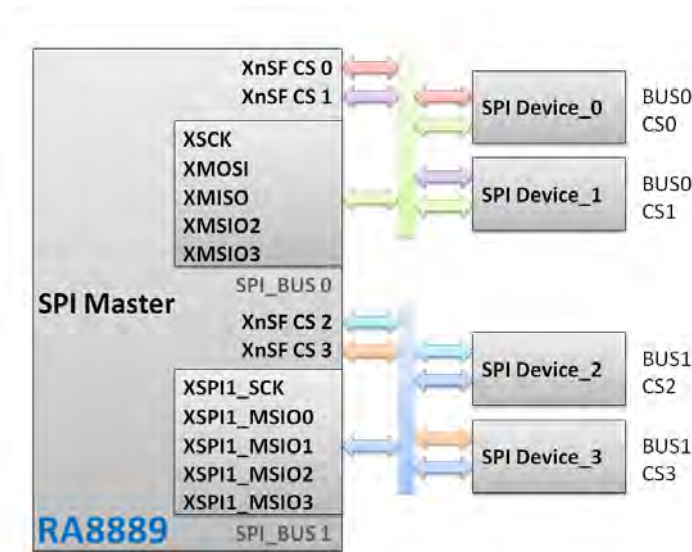 XnSF CS 0
XnSF CS 1
XSCK
XMOSI
XMISO
XMSIO2
XMSIO3
SPI_BUS 0
SPI Master
XnSF CS 2
XnSF CS 3
XSPI1_SCK
XSPI1_MSIO0
XSPI1_MSIO1
XSPI1_MSIO2
XSPI1_MSIO3
RA8889
SPI_BUS 1
SPI Device_0
BUS0
CS0
SPI Device_1
BUS0
CS1
SPI Device_2
BUS1
CS2
SPI Device_3
BUS1
CS3